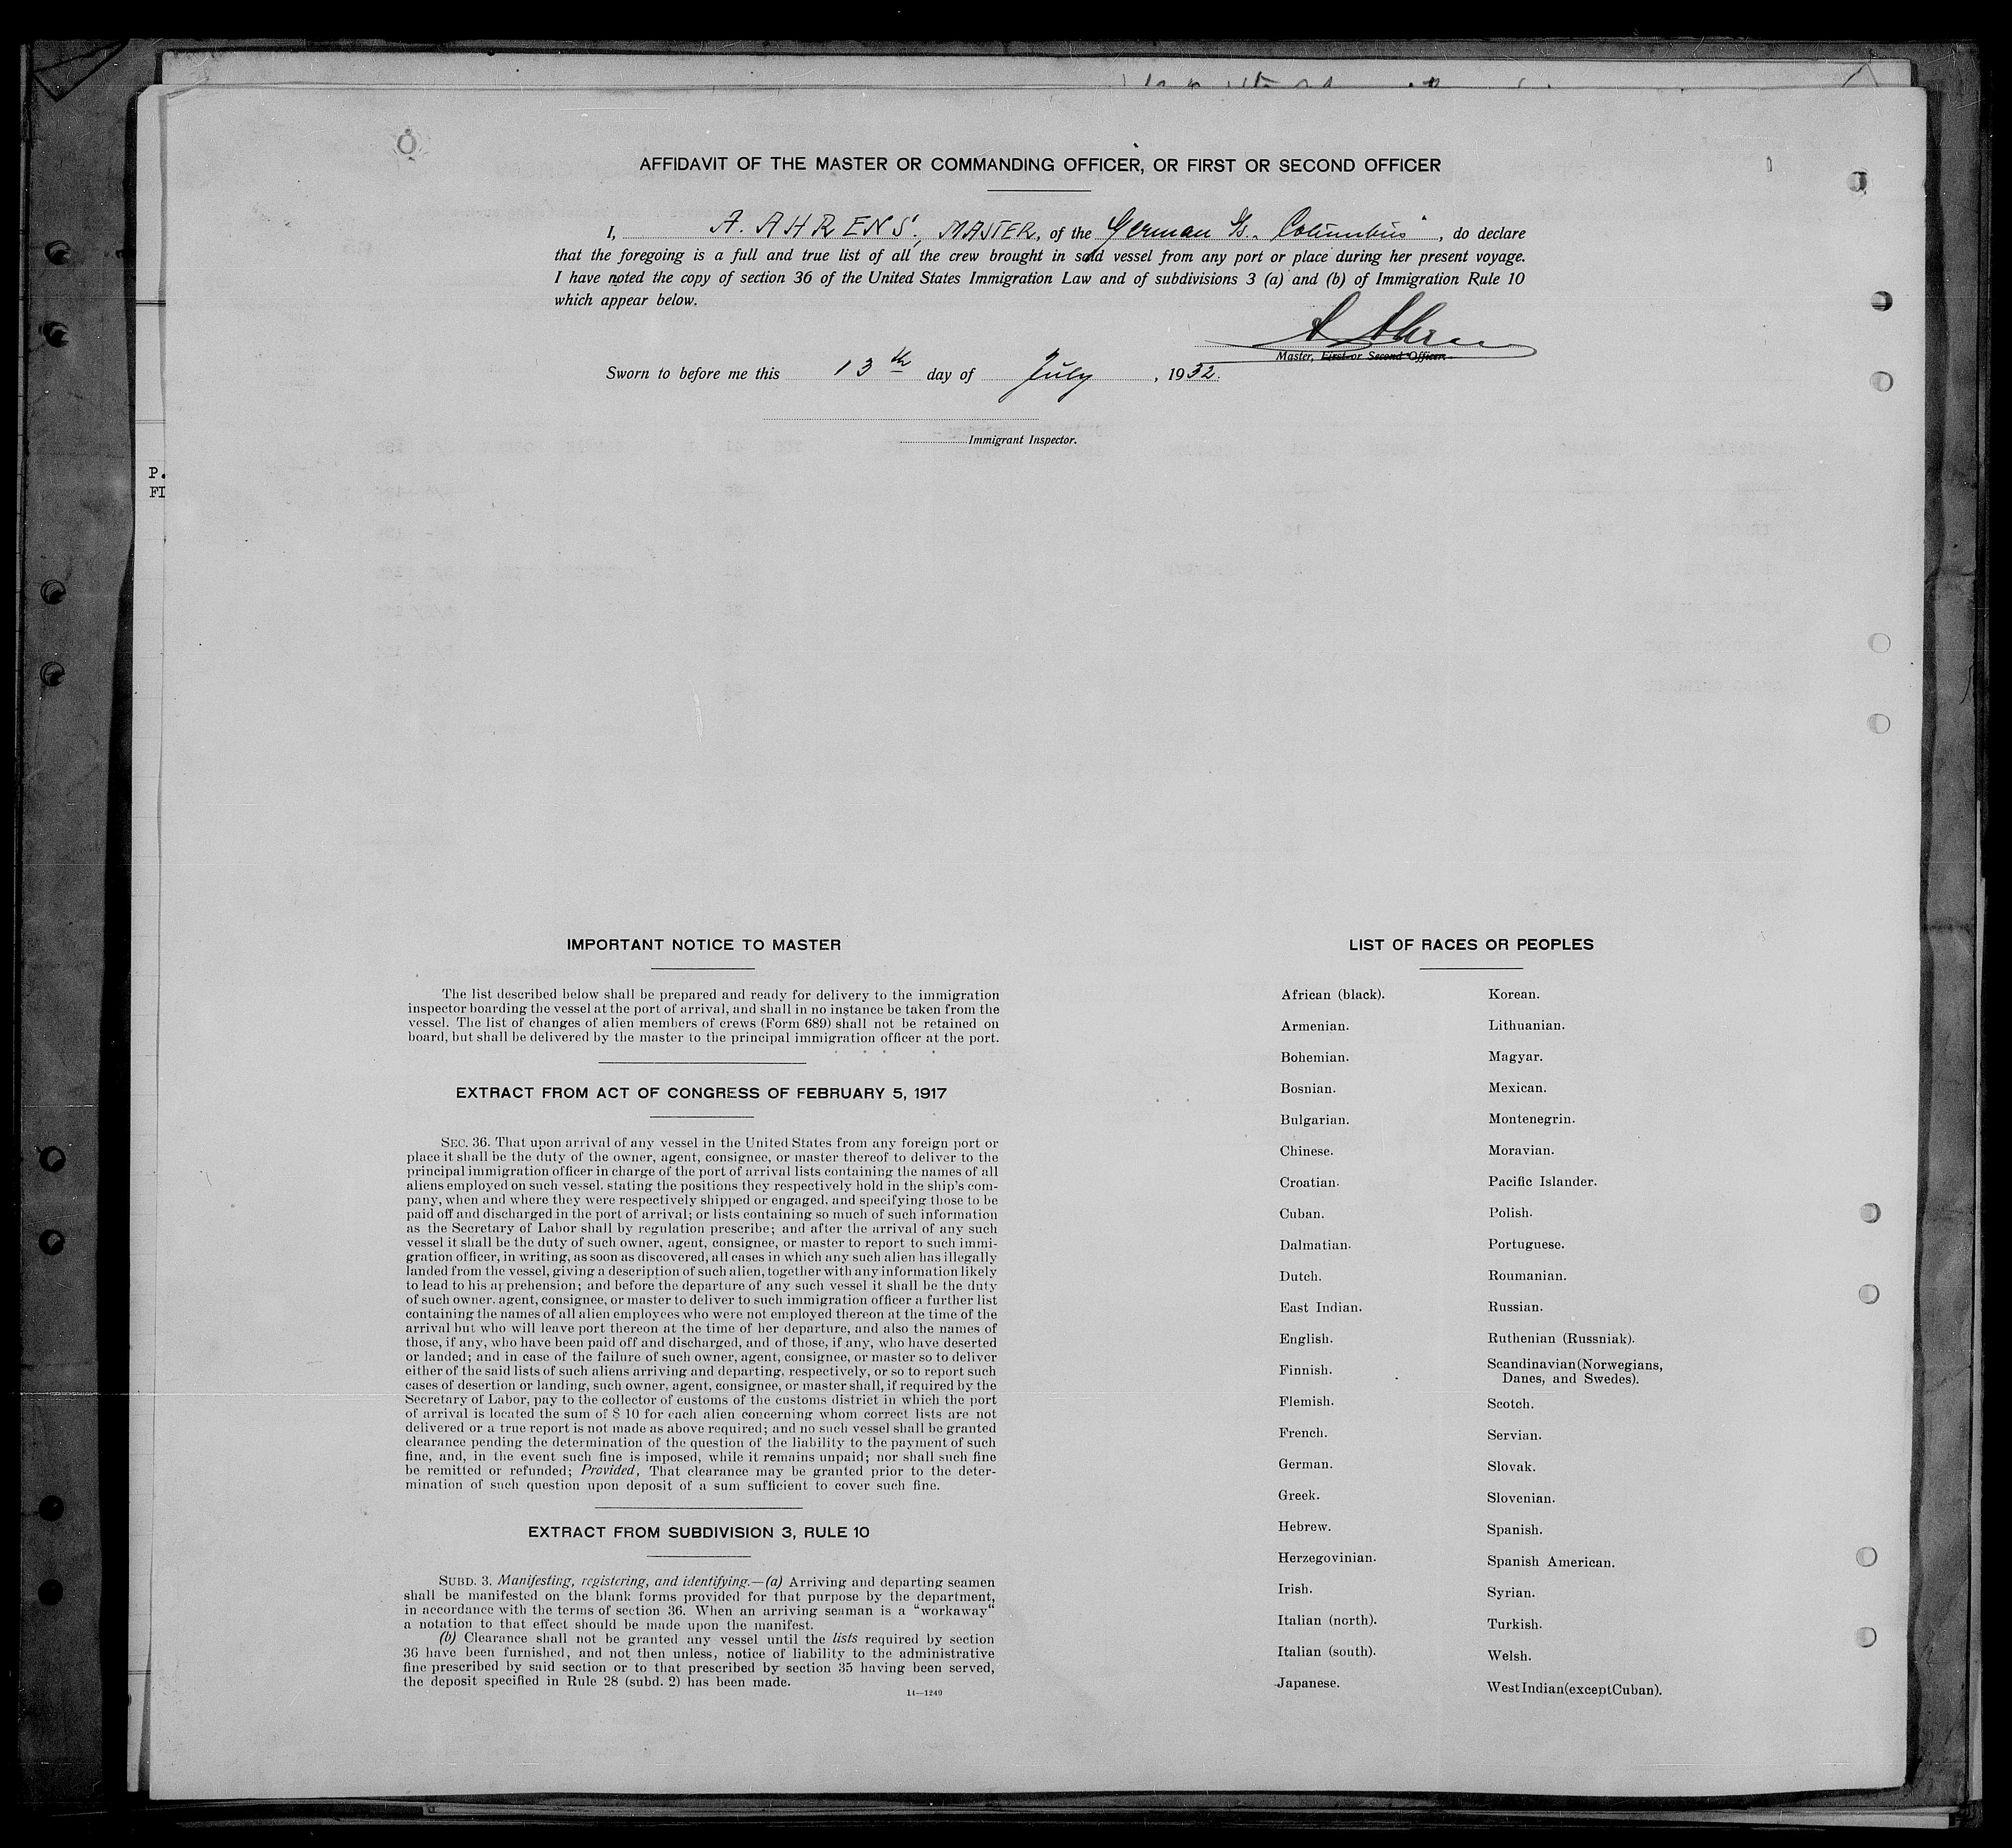 AFFIDAVIT OF THE MASTER OR COMMANDING OFFICER, OR FIRST OR SECOND OFFICER
I, A. AHRENS, MASTER, of the German SS. Columbus", do declare
that the foregoing is a full and true list of all the crew brought in said vessel from any port or place during her present voyage.
I have noted the copy of section 36 of the United States Immigration Law and of subdivisions 3 (a) and (b) of Immigration Rule 10
which appear below.
A Ahrens
Master, First or Second Officer.
Sworn to before me this 13th day of July, 1932.
Immigrant Inspector.
P.
FI
IMPORTANT NOTICE TO MASTER
The list described below shall be prepared and ready for delivery to the immigration
inspector boarding the vessel at the port of arrival, and shall in no instance be taken from the
vessel. The list of changes of alien members of crews (Form 689) shall not be retained on
board, but shall be delivered by the master to the principal immigration officer at the port.
EXTRACT FROM ACT OF CONGRESS OF FEBRUARY 5, 1917
SEC. 36. That upon arrival of any vessel in the United States from any foreign port or
place it shall be the duty of the owner, agent, consignee, or master thereof to deliver to the
principal immigration officer in charge of the port of arrival lists containing the names of all
aliens employed on such vessel, stating the positions they respectively hold in the ship's com-
pany, when and where they were respectively shipped or engaged, and specifying those to be
paid off and discharged in the port of arrival; or lists containing so much of such information
as the Secretary of Labor shall by regulation prescribe; and after the arrival of any such
vessel it shall be the duty of such owner, agent, consignee, or master to report to such immi-
gration officer, in writing, as soon as discovered, all cases in which any such alien has illegally
landed from the vessel, giving a description of such alien, together with any information likely
to lead to his apprehension; and before the departure of any such vessel it shall be the duty
of such owner, agent, consignee, or master to deliver to such immigration officer a further list
containing the names of all alien employees who were not employed thereon at the time of the
arrival but who will leave port thereon at the time of her departure, and also the names of
those, if any, who have been paid off and discharged, and of those, if any, who have deserted
or landed; and in case of the failure of such owner, agent, consignee, or master so to deliver
either of the said lists of such aliens arriving and departing, respectively, or so to report such
cases of desertion or landing, such owner, agent, consignee, or master shall, if required by the
Secretary of Labor, pay to the collector of customs of the customs district in which the port
of arrival is located the sum of $ 10 for each alien concerning whom correct lists are not
delivered or a true report is not made as above required; and no such vessel shall be granted
clearance pending the determination of the question of the liability to the payment of such
fine, and, in the event such fine is imposed, while it remains unpaid; nor shall such fine
be remitted or refunded; Provided, That clearance may be granted prior to the deter-
mination of such question upon deposit of a sum sufficient to cover such fine.
EXTRACT FROM SUBDIVISION 3, RULE 10
SUBD. 3. Manifesting, registering, and identifying.—(a) Arriving and departing seamen
shall be manifested on the blank forms provided for that purpose by the department,
in accordance with the terms of section 36. When an arriving seaman is a “workaway“
a notation to that effect should be made upon the manifest.
(b) Clearance shall not be granted any vessel until the lists required by section
36 have been furnished, and not then unless, notice of liability to the administrative
fine prescribed by said section or to that prescribed by section 35 having been served,
the deposit specified in Rule 28 (subd. 2) has been made.
14—1240
LIST OF RACES OR PEOPLES
African (black).
Armenian.
Bohemian.
Bosnian.
Bulgarian.
Chinese.
Croatian.
Cuban.
Dalmatian.
Dutch.
East Indian.
English.
Finnish.
Flemish.
French.
German.
Greek.
Hebrew.
Herzegovinian.
Irish.
Italian (north).
Italian (south).
Japanese.
Korean.
Lithuanian.
Magyar.
Mexican.
Montenegrin.
Moravian.
Pacific Islander.
Polish.
Portuguese.
Roumanian.
Russian.
Ruthenian (Russniak).
Scandinavian (Norwegians,
Danes, and Swedes).
Scotch.
Servian.
Slovak.
Slovenian.
Spanish.
Spanish American.
Syrian.
Turkish.
Welsh.
West Indian (except Cuban).